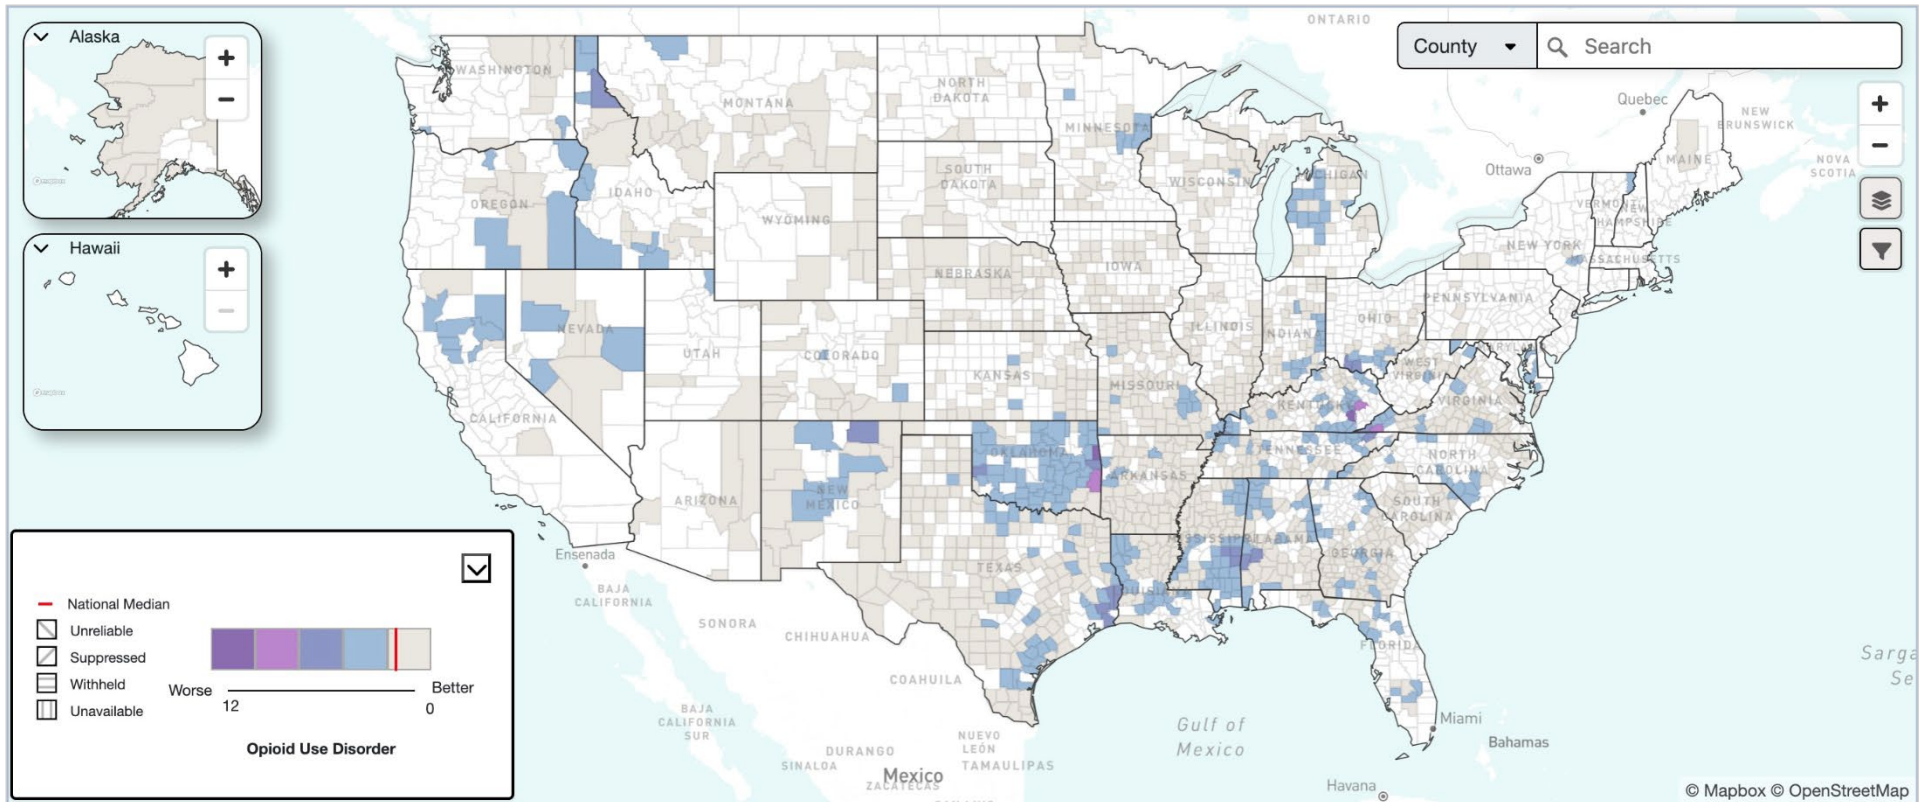 Alaska
+
−
Hawaii
+
−
County
Search
+
−
ONTARIO
Quebec
NEW
BRUNSWICK
NOVA
SCOTIA
Ottawa
MAINE
WASHINGTON
MONTANA
NORTH
DAKOTA
MINNESOTA
SOUTH
DAKOTA
WISCONSIN
MICHIGAN
VERMONT
NEW
HAMPSHIRE
OREGON
IDAHO
WYOMING
NEW YORK
MASSACHUSETTS
NEBRASKA
IOWA
PENNSYLVANIA
NEVADA
UTAH
COLORADO
ILLINOIS
INDIANA
OHIO
MARYLAND
KANSAS
MISSOURI
WEST
VIRGINIA
KENTUCKY
VIRGINIA
CALIFORNIA
OKLAHOMA
TENNESSEE
NORTH
CAROLINA
ARIZONA
NEW
MEXICO
ARKANSAS
SOUTH
CAROLINA
MISSISSIPPI
ALABAMA
GEORGIA
TEXAS
LOUISIANA
FLORIDA
Ensenada
BAJA
CALIFORNIA
SONORA
CHIHUAHUA
COAHUILA
BAJA
CALIFORNIA
SUR
NUEVO
LEÓN
DURANGO
SINALOA
TAMAULIPAS
Mexico
ZACATECAS
Gulf of
Mexico
Miami
Bahamas
Havana
Sarga
Se
National Median
Unreliable
Suppressed
Withheld
Unavailable
Worse
Better
12
0
Opioid Use Disorder
© Mapbox © OpenStreetMap